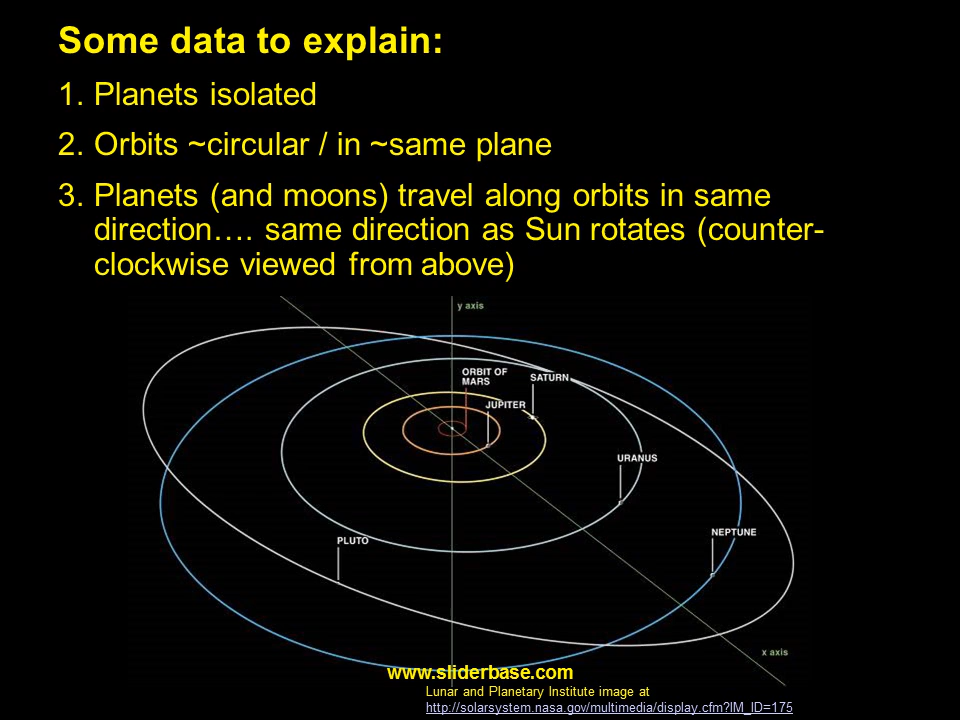 Some data to explain:
1. Planets isolated
2. Orbits ~circular / in ~same plane
3. Planets (and moons) travel along orbits in same
direction…. same direction as Sun rotates (counter-
clockwise viewed from above)
y axis
ORBIT OF
MARS
SATURN
JUPITER
URANUS
NEPTUNE
PLUTO
x axis
www.sliderbase.com
Lunar and Planetary Institute image at
http://solarsystem.nasa.gov/multimedia/display.cfm?IM_ID=175